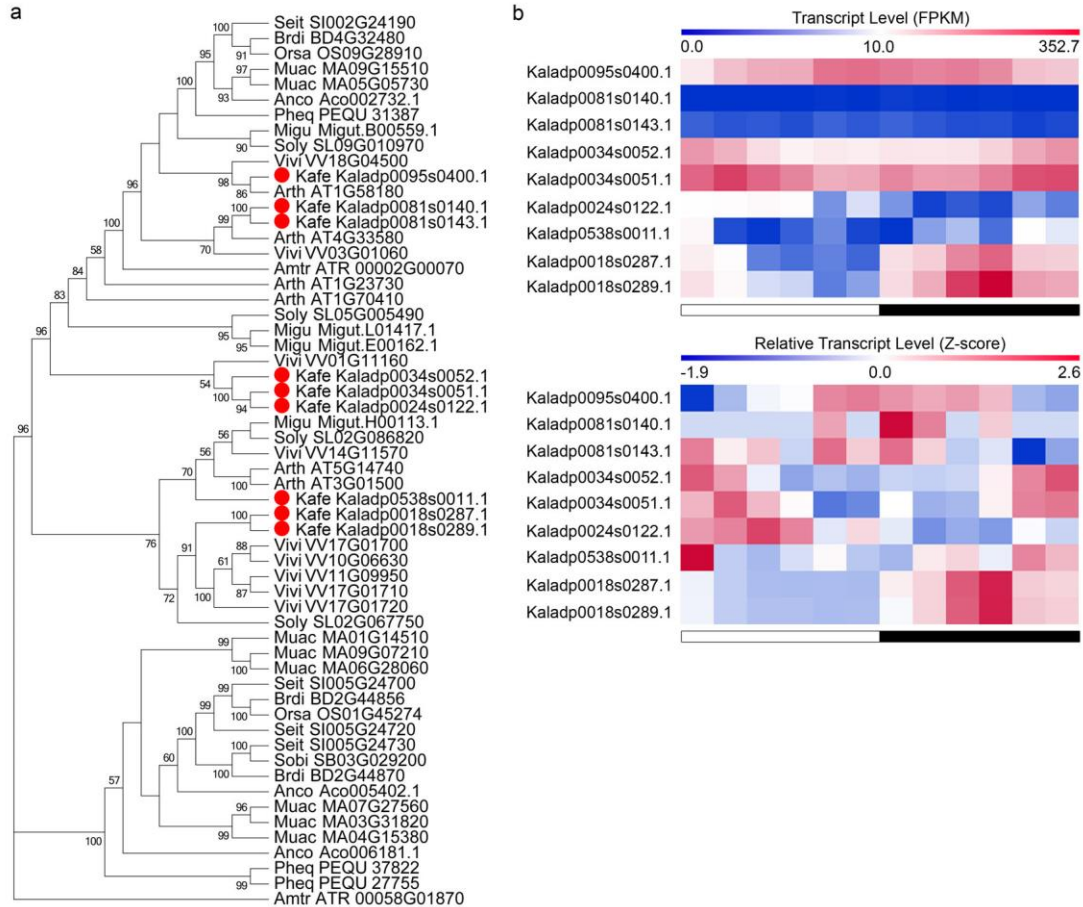 a
Seit SI002G24190
Brdi BD4G32480
Orsa OS09G28910
Muac MA09G15510
Muac MA05G05730
Anco Aco002732.1
Pheq PEQU 31387
Migu Migut.B00559.1
Soly SL09G010970
Vivi VV18G04500
Kafe Kaladp0095s0400.1
Arth AT1G58180
Kafe Kaladp0081s0140.1
Kafe Kaladp0081s0143.1
Arth AT4G33580
Vivi VV03G01060
Amtr ATR 00002G00070
Arth AT1G23730
Arth AT1G70410
Soly SL05G005490
Migu Migut.L01417.1
Migu Migut.E00162.1
Vivi VV01G11160
Kafe Kaladp0034s0052.1
Kafe Kaladp0034s0051.1
Kafe Kaladp0024s0122.1
Migu Migut.H00113.1
Soly SL02G086820
Vivi VV14G11570
Arth AT5G14740
Arth AT3G01500
Kafe Kaladp0538s0011.1
Kafe Kaladp0018s0287.1
Kafe Kaladp0018s0289.1
Vivi VV17G01700
Vivi VV10G06630
Vivi VV11G09950
Vivi VV17G01710
Vivi VV17G01720
Soly SL02G067750
Muac MA01G14510
Muac MA09G07210
Muac MA06G28060
Seit SI005G24700
Brdi BD2G44856
Orsa OS01G45274
Seit SI005G24720
Seit SI005G24730
Sobi SB03G029200
Brdi BD2G44870
Anco Aco005402.1
Muac MA07G27560
Muac MA03G31820
Muac MA04G15380
Anco Aco006181.1
Pheq PEQU 37822
Pheq PEQU 27755
Amtr ATR 00058G01870
100
95
91
97
100
93
90
98
86
96
100
100
99
70
58
84
83
95
95
96
54
100
94
96
56
56
70
100
100
76
91
88
61
87
100
72
99
100
99
99
100
100
100
60
100
57
96
99
100
99
b
Transcript Level (FPKM)
0.0 10.0 352.7
Kaladp0095s0400.1
Kaladp0081s0140.1
Kaladp0081s0143.1
Kaladp0034s0052.1
Kaladp0034s0051.1
Kaladp0024s0122.1
Kaladp0538s0011.1
Kaladp0018s0287.1
Kaladp0018s0289.1
Relative Transcript Level (Z-score)
-1.9 0.0 2.6
Kaladp0095s0400.1
Kaladp0081s0140.1
Kaladp0081s0143.1
Kaladp0034s0052.1
Kaladp0034s0051.1
Kaladp0024s0122.1
Kaladp0538s0011.1
Kaladp0018s0287.1
Kaladp0018s0289.1